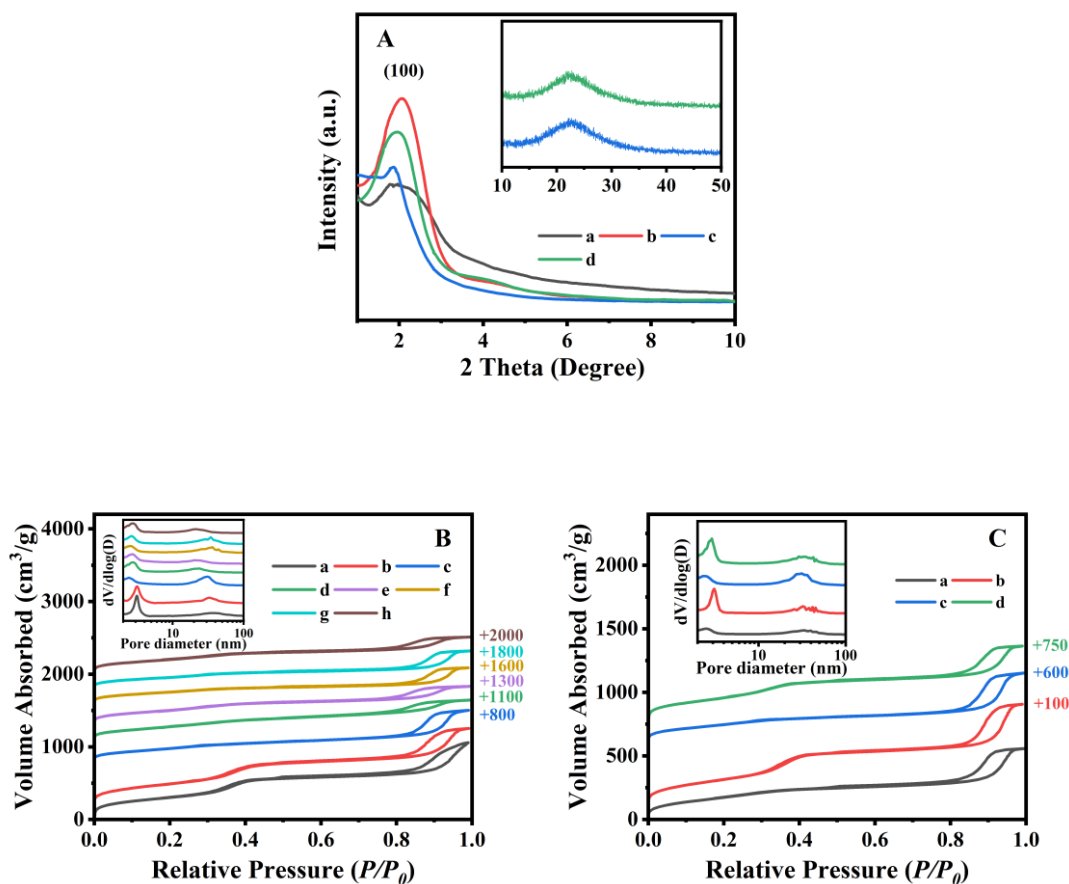 A
(100)
Intensity (a.u.)
10 20 30 40 50
a b c
d
2 4 6 8 10
2 Theta (Degree)
B
Volume Absorbed (cm³/g)
4000
3000
2000
1000
0
dV/dlog(D)
10 100
Pore diameter (nm)
a b c
d e f
g h
+2000
+1800
+1600
+1300
+1100
+800
0.0 0.2 0.4 0.6 0.8 1.0
Relative Pressure (P/P₀)
C
Volume Absorbed (cm³/g)
2000
1500
1000
500
0
dV/dlog(D)
10 100
Pore diameter (nm)
a b
c d
+750
+600
+100
0.0 0.2 0.4 0.6 0.8 1.0
Relative Pressure (P/P₀)